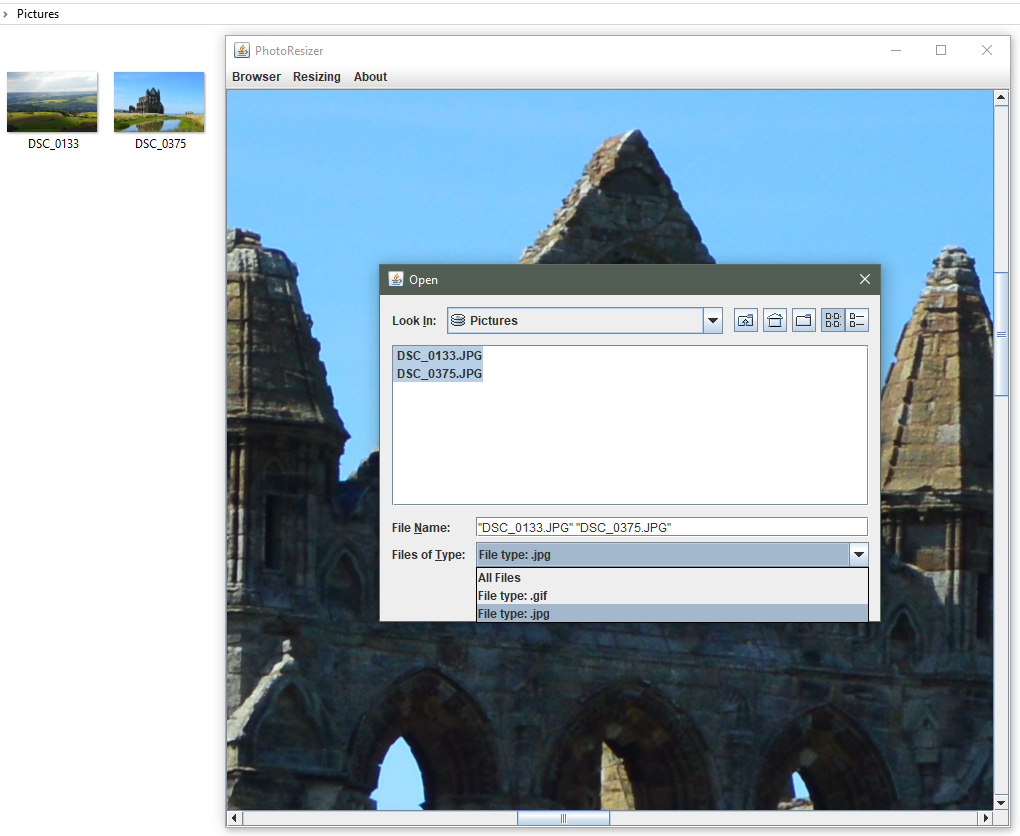 Pictures
DSC_0133
DSC_0375
PhotoResizer
Browser Resizing About
Open
Look In: Pictures
DSC_0133.JPG
DSC_0375.JPG
File Name: "DSC_0133.JPG" "DSC_0375.JPG"
Files of Type: File type: .jpg
All Files
File type: .gif
File type: .jpg